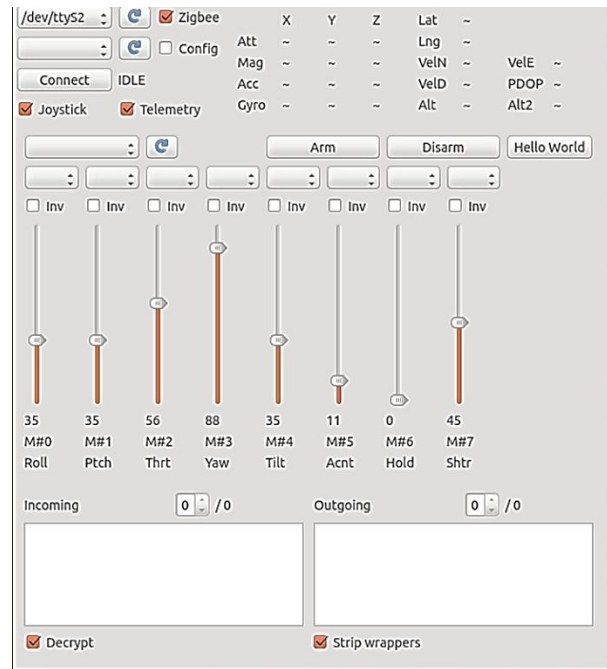 /dev/ttyS2 Zigbee X Y Z Lat ~
Config Att ~ ~ ~ Lng ~
Mag ~ ~ ~ VelN ~ VelE ~
Connect IDLE Acc ~ ~ ~ VelD ~ PDOP ~
Joystick Telemetry Gyro ~ ~ ~ Alt ~ Alt2 ~
Arm Disarm Hello World
Inv Inv Inv Inv Inv Inv Inv Inv
35 35 56 88 35 11 0 45
M#0 M#1 M#2 M#3 M#4 M#5 M#6 M#7
Roll Ptch Thrt Yaw Tilt Acnt Hold Shtr
Incoming 0 / 0 Outgoing 0 / 0
Decrypt Strip wrappers